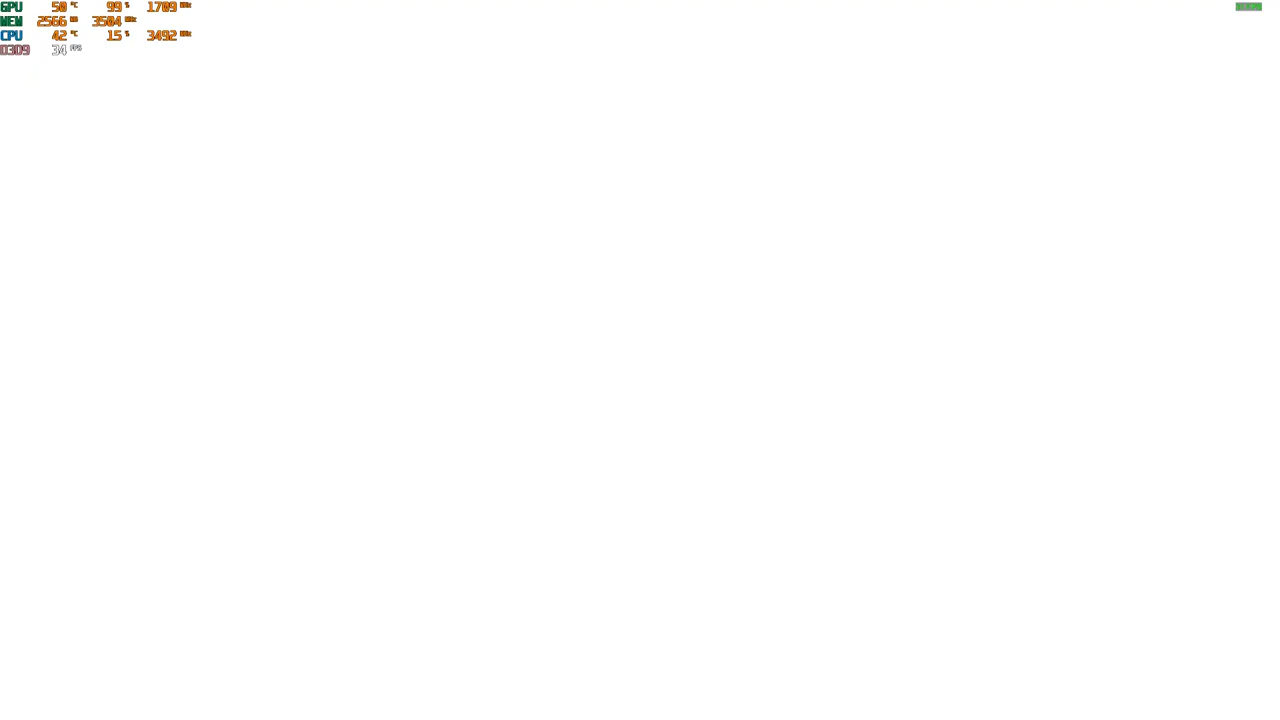 GPU 50 °C 99 % 1709 MHz
MEM 2566 MB 3504 MHz
CPU 42 °C 15 % 3492 MHz
D3D9 34 FPS